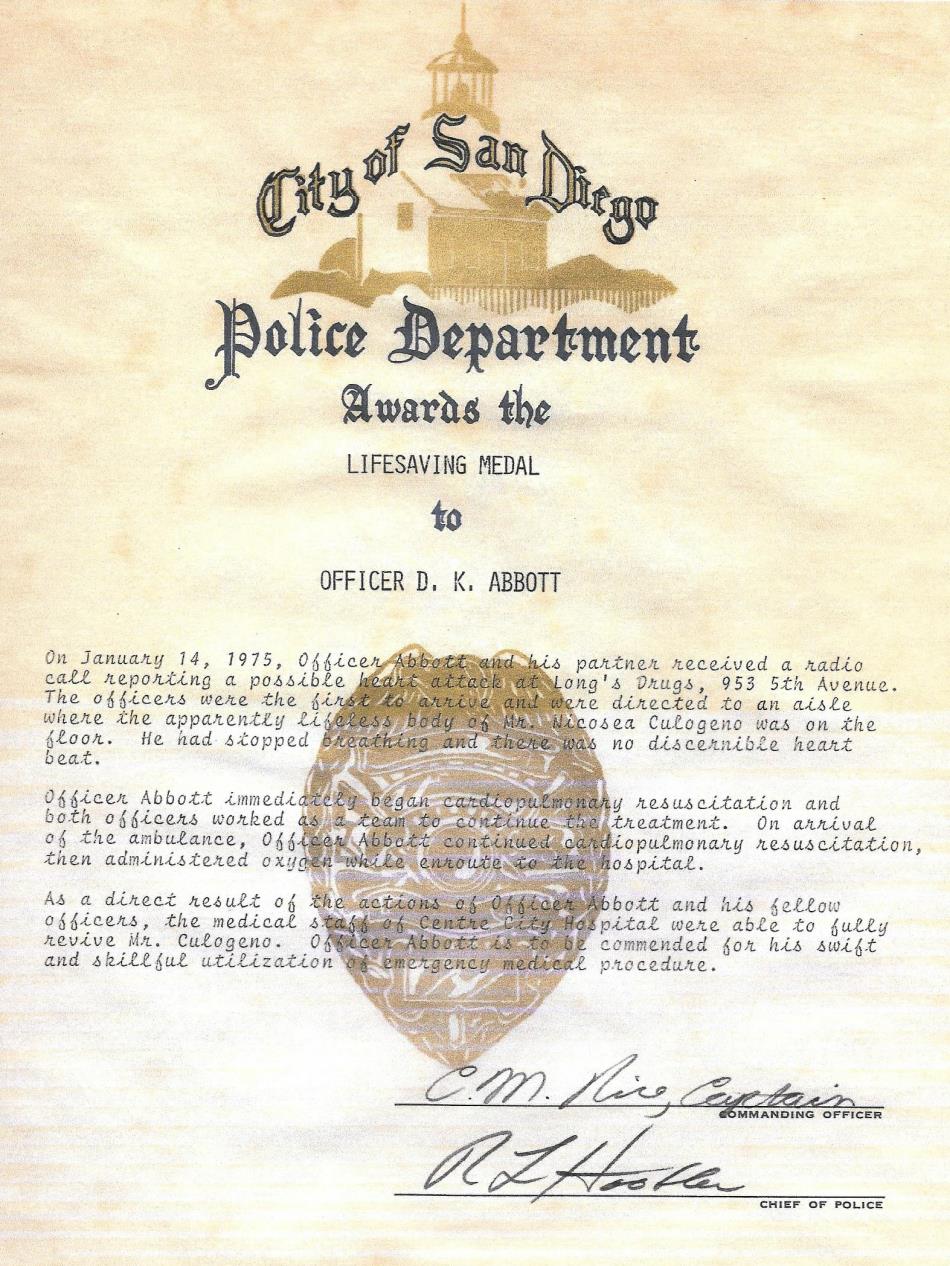 City of San Diego
Police Department
Awards the
LIFESAVING MEDAL
to
OFFICER D. K. ABBOTT
On January 14, 1975, Officer Abbott and his partner received a radio
call reporting a possible heart attack at Long's Drugs, 953 5th Avenue.
The officers were the first to arrive and were directed to an aisle
where the apparently lifeless body of Mr. Nicosea Culogeno was on the
floor. He had stopped breathing and there was no discernible heart
beat.
Officer Abbott immediately began cardiopulmonary resuscitation and
both officers worked as a team to continue the treatment. On arrival
of the ambulance, Officer Abbott continued cardiopulmonary resuscitation,
then administered oxygen while enroute to the hospital.
As a direct result of the actions of Officer Abbott and his fellow
officers, the medical staff of Centre City Hospital were able to fully
revive Mr. Culogeno. Officer Abbott is to be commended for his swift
and skillful utilization of emergency medical procedure.
C. M. Rice, Captain
COMMANDING OFFICER
R L Hoobler
CHIEF OF POLICE